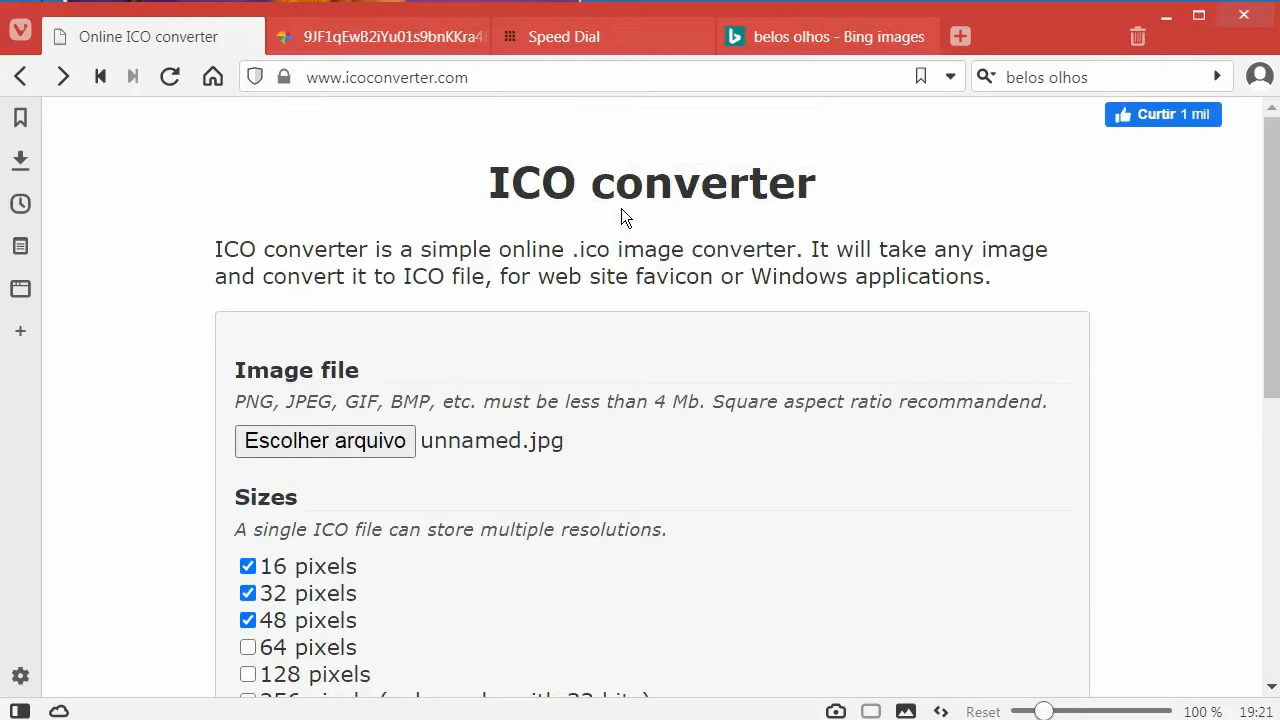 Online ICO converter
9JF1qEwB2iYu01s9bnKKra4
Speed Dial
belos olhos - Bing images
www.icoconverter.com
belos olhos
Curtir 1 mil
ICO converter
ICO converter is a simple online .ico image converter. It will take any image
and convert it to ICO file, for web site favicon or Windows applications.
Image file
PNG, JPEG, GIF, BMP, etc. must be less than 4 Mb. Square aspect ratio recommandend.
Escolher arquivo unnamed.jpg
Sizes
A single ICO file can store multiple resolutions.
16 pixels
32 pixels
48 pixels
64 pixels
128 pixels
Reset
100 %
19:21